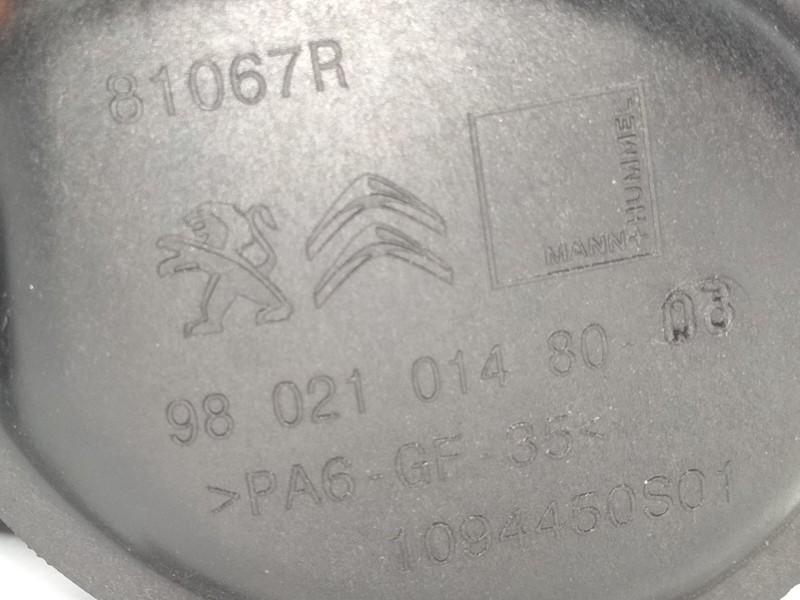 81067R
MANN+HUMMEL
98 021 014 80-03
>PA6-GF-35<
1094450S01